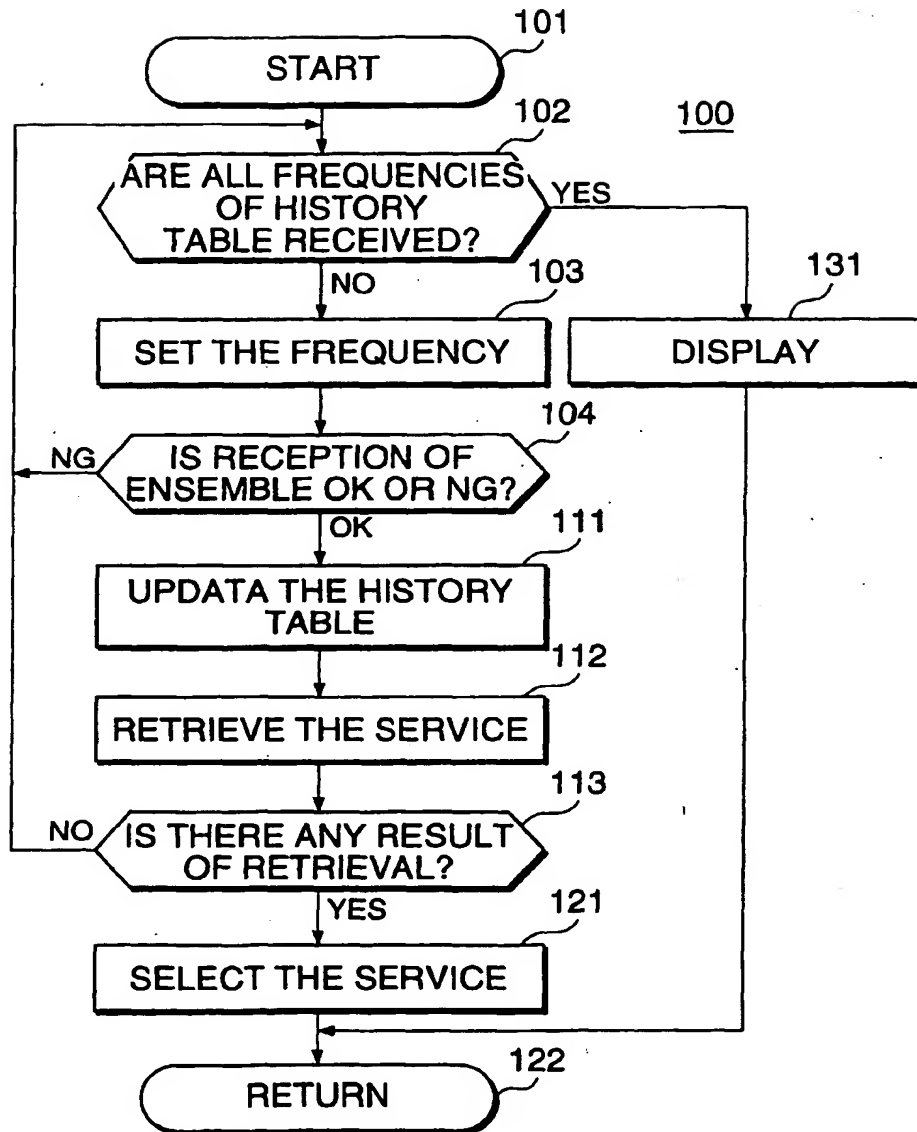 101
START
102
100
ARE ALL FREQUENCIES
OF HISTORY
TABLE RECEIVED?
YES
NO
103
131
SET THE FREQUENCY
DISPLAY
104
NG
IS RECEPTION OF
ENSEMBLE OK OR NG?
OK
111
UPDATA THE HISTORY
TABLE
112
RETRIEVE THE SERVICE
113
NO
IS THERE ANY RESULT
OF RETRIEVAL?
YES
121
SELECT THE SERVICE
RETURN
122